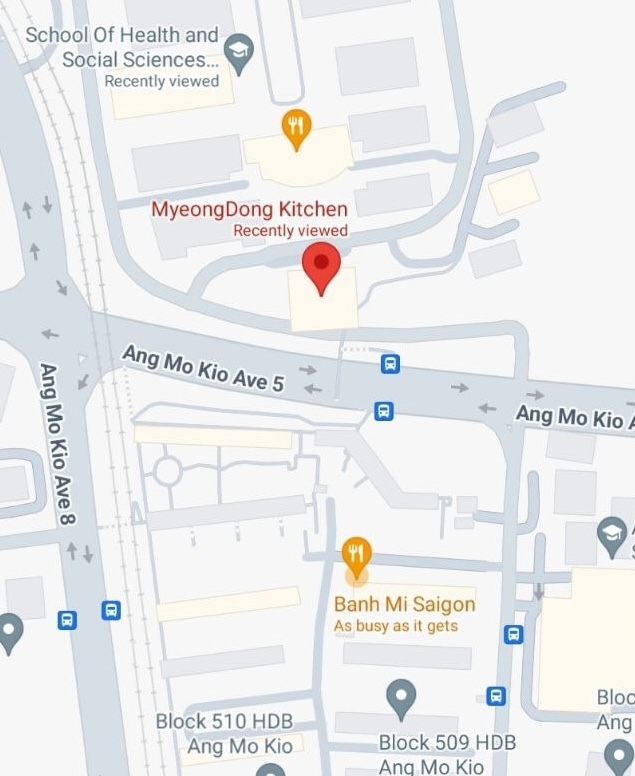 School Of Health and
Social Sciences...
Recently viewed
MyeongDong Kitchen
Recently viewed
Ang Mo Kio Ave 5
Ang Mo Kio A
Ang Mo Kio Ave 8
Banh Mi Saigon
As busy as it gets
Block 510 HDB
Ang Mo Kio
Block 509 HDB
Ang Mo Kio
Bloc
Ang